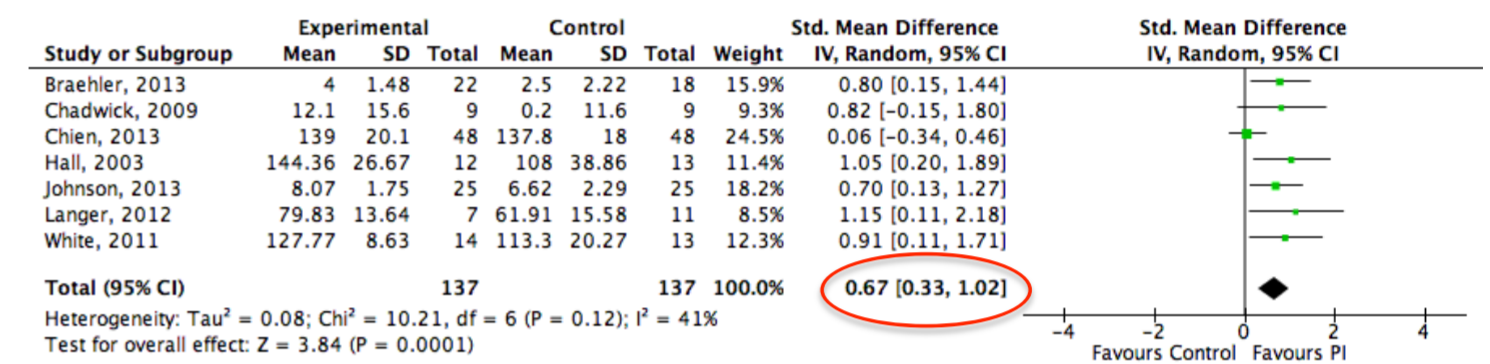 Experimental Control Std. Mean Difference Std. Mean Difference
Study or Subgroup Mean SD Total Mean SD Total Weight IV, Random, 95% CI IV, Random, 95% CI
Braehler, 2013 4 1.48 22 2.5 2.22 18 15.9% 0.80 [0.15, 1.44]
Chadwick, 2009 12.1 15.6 9 0.2 11.6 9 9.3% 0.82 [-0.15, 1.80]
Chien, 2013 139 20.1 48 137.8 18 48 24.5% 0.06 [-0.34, 0.46]
Hall, 2003 144.36 26.67 12 108 38.86 13 11.4% 1.05 [0.20, 1.89]
Johnson, 2013 8.07 1.75 25 6.62 2.29 25 18.2% 0.70 [0.13, 1.27]
Langer, 2012 79.83 13.64 7 61.91 15.58 11 8.5% 1.15 [0.11, 2.18]
White, 2011 127.77 8.63 14 113.3 20.27 13 12.3% 0.91 [0.11, 1.71]
Total (95% CI) 137 137 100.0% 0.67 [0.33, 1.02]
Heterogeneity: Tau² = 0.08; Chi² = 10.21, df = 6 (P = 0.12); I² = 41%
Test for overall effect: Z = 3.84 (P = 0.0001)
-4 -2 0 2 4
Favours Control Favours PI